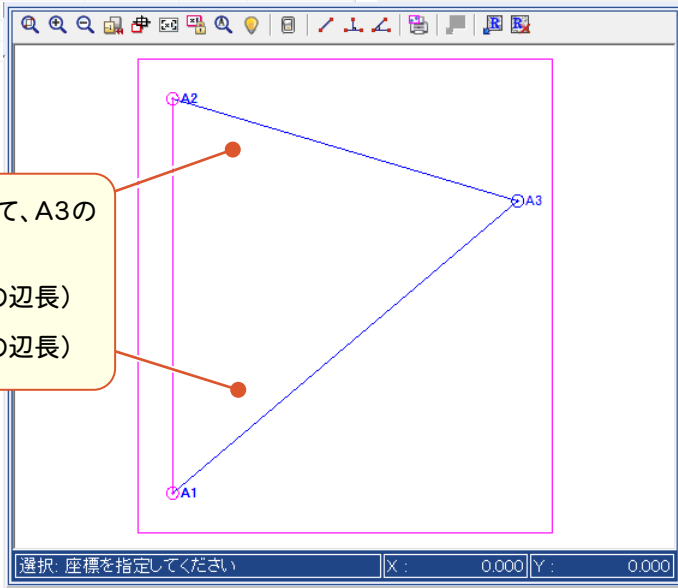 A2
A3
て、A3の
の辺長）
の辺長）
A1
選択: 座標を指定してください X : 0.000 Y : 0.000